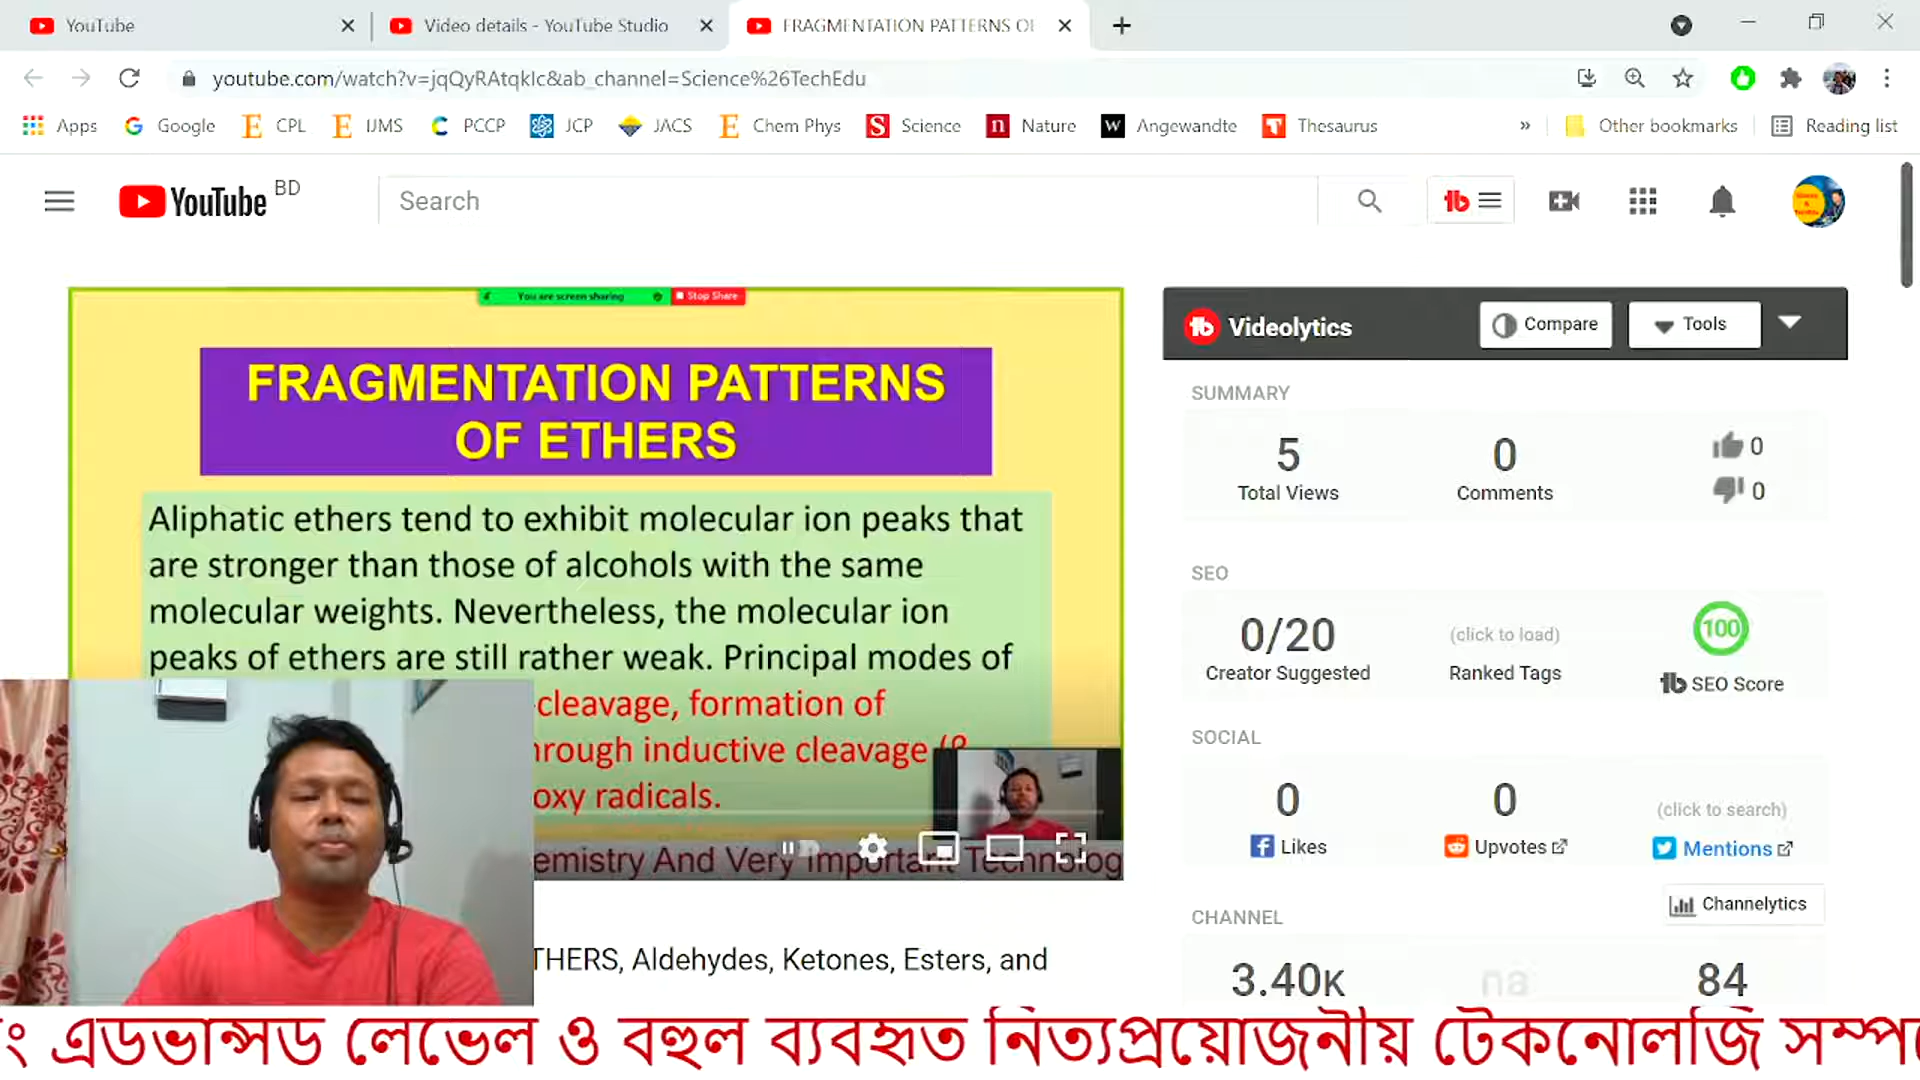 YouTube
Video details - YouTube Studio
FRAGMENTATION PATTERNS OF
youtube.com/watch?v=jqQyRAtqkIc&ab_channel=Science%26TechEdu
Apps Google CPL IJMS PCCP JCP JACS Chem Phys Science Nature Angewandte Thesaurus » Other bookmarks Reading list
YouTube BD
Search
You are screen sharing Stop Share
FRAGMENTATION PATTERNS
OF ETHERS
Aliphatic ethers tend to exhibit molecular ion peaks that
are stronger than those of alcohols with the same
molecular weights. Nevertheless, the molecular ion
peaks of ethers are still rather weak. Principal modes of
-cleavage, formation of
hrough inductive cleavage (β
oxy radicals.
emistry And Very Important Technolog
THERS, Aldehydes, Ketones, Esters, and
Videolytics
Compare
Tools
SUMMARY
5 0 0
Total Views Comments 0
SEO
0/20 (click to load) 100
Creator Suggested Ranked Tags SEO Score
SOCIAL
0 0 (click to search)
Likes Upvotes Mentions
CHANNEL Channelytics
3.40K na 84
ং এডভান্সড লেভেল ও বহুল ব্যবহৃত নিত্যপ্রয়োজনীয় টেকনোলজি সম্প